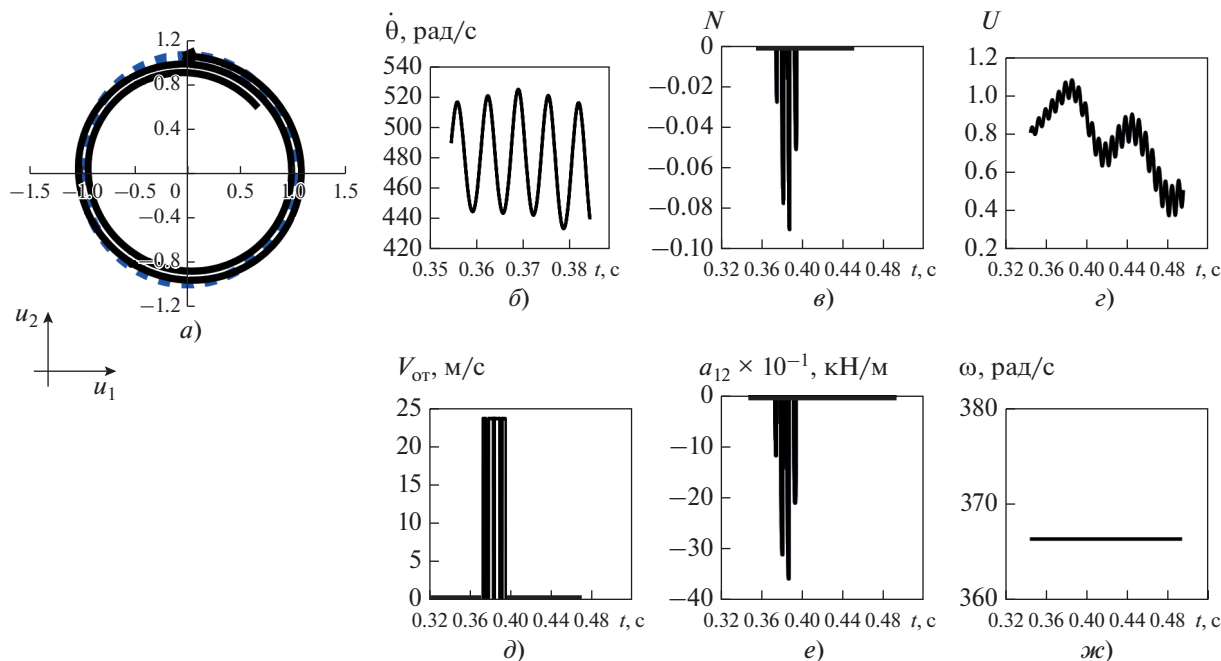 1.2
0.8
0.4
−1.5 −1.0 −0.5 0 0.5 1.0 1.5
−0.4
−0.8
−1.2
а)
u2
u1
θ̇, рад/с
540
520
500
480
460
440
420
0.35 0.36 0.37 0.38 t, с
б)
N
0
−0.02
−0.04
−0.06
−0.08
−0.10
0.32 0.36 0.40 0.44 0.48 t, с
в)
U
1.2
1.0
0.8
0.6
0.4
0.2
0.32 0.36 0.40 0.44 0.48 t, с
г)
Vот, м/с
25
20
15
10
5
0
0.32 0.36 0.40 0.44 0.48 t, с
д)
a12 × 10−1, кН/м
0
−10
−20
−30
−40
0.32 0.36 0.40 0.44 0.48 t, с
е)
ω, рад/с
380
360
360
0.32 0.36 0.40 0.44 0.48 t, с
ж)